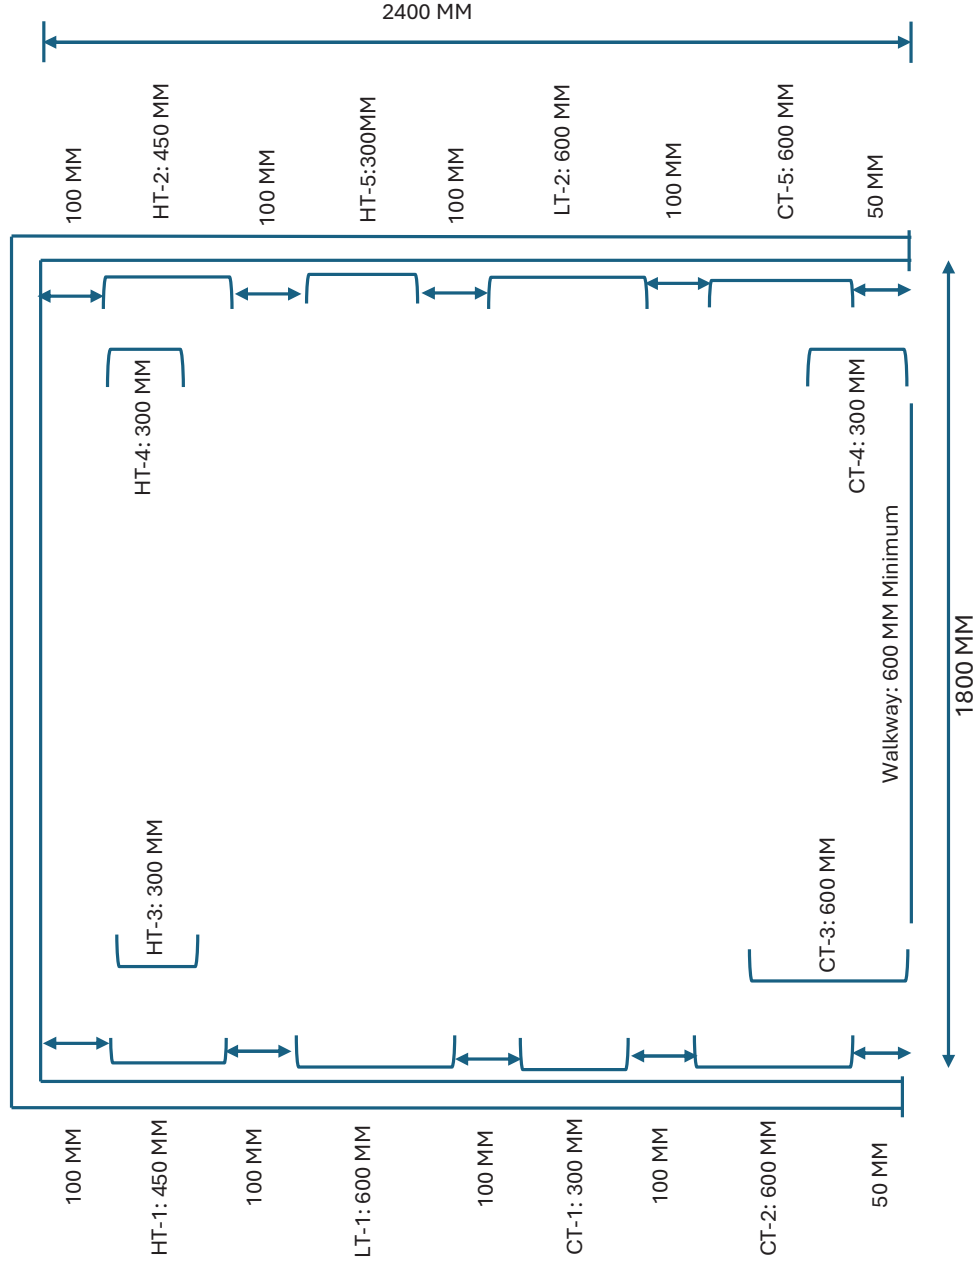 2400 MM
100 MM
HT-2: 450 MM
100 MM
HT-5:300MM
100 MM
LT-2: 600 MM
100 MM
CT-5: 600 MM
50 MM
HT-4: 300 MM
CT-4: 300 MM
Walkway: 600 MM Minimum
1800 MM
HT-3: 300 MM
CT-3: 600 MM
100 MM
HT-1: 450 MM
100 MM
LT-1: 600 MM
100 MM
CT-1: 300 MM
100 MM
CT-2: 600 MM
50 MM